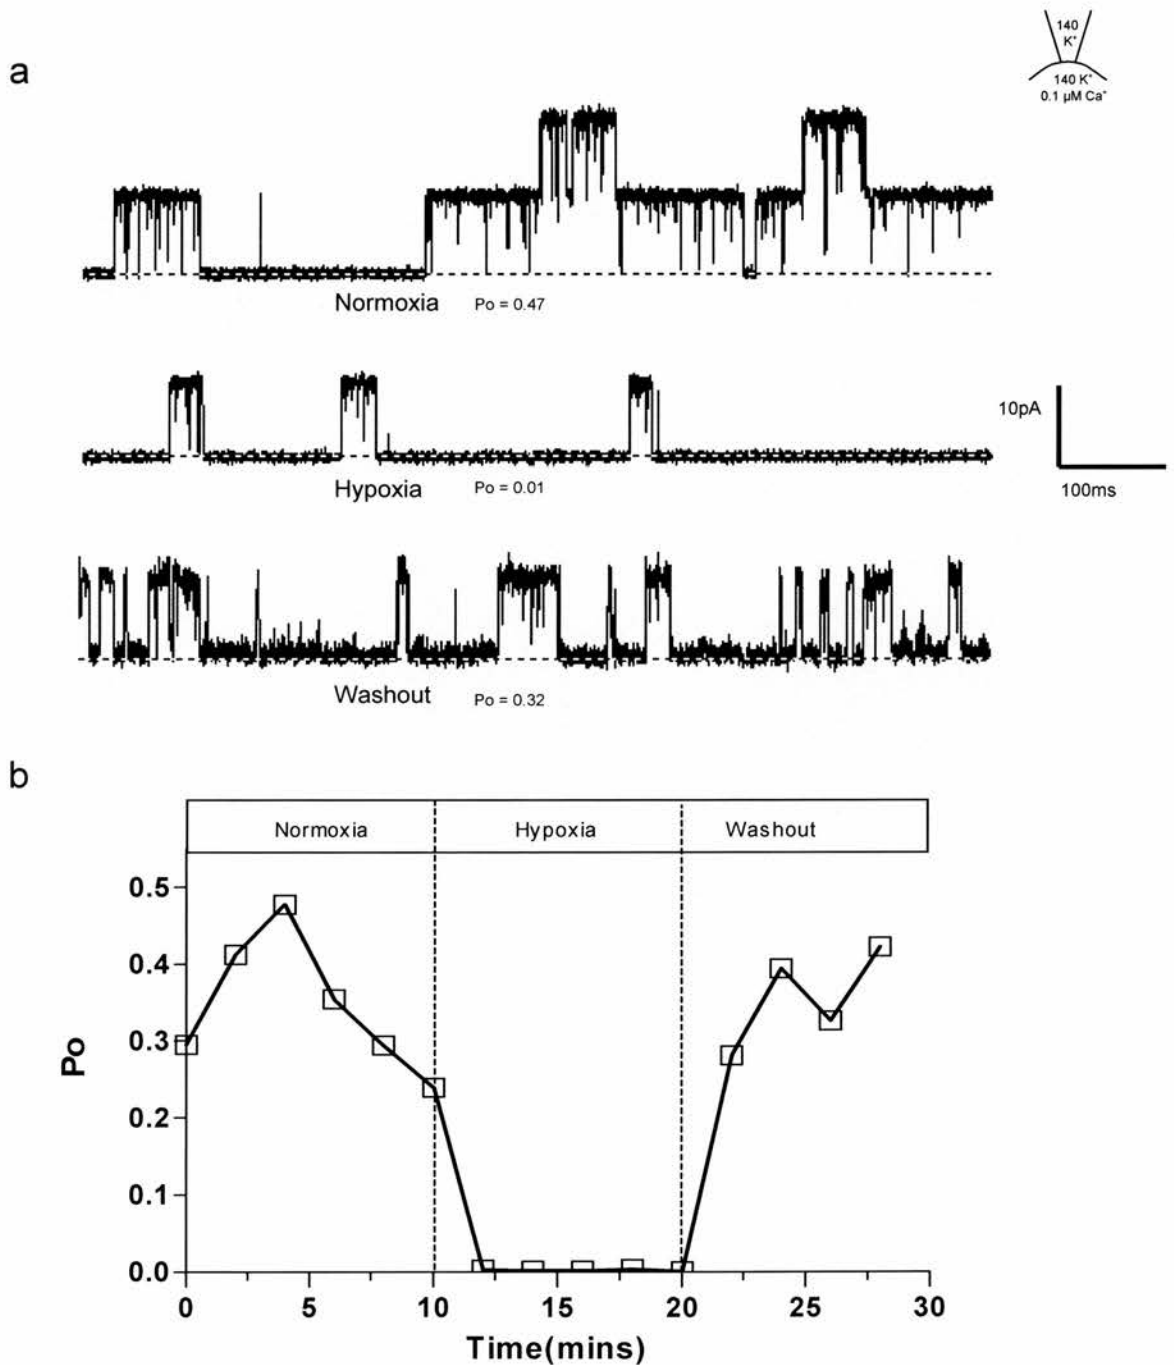 a
140
K⁺
140 K⁺
0.1 µM Ca⁺
Normoxia Po = 0.47
10pA
100ms
Hypoxia Po = 0.01
Washout Po = 0.32
b
Normoxia Hypoxia Washout
0.5
0.4
0.3
0.2
0.1
0.0
Po
0 5 10 15 20 25 30
Time(mins)